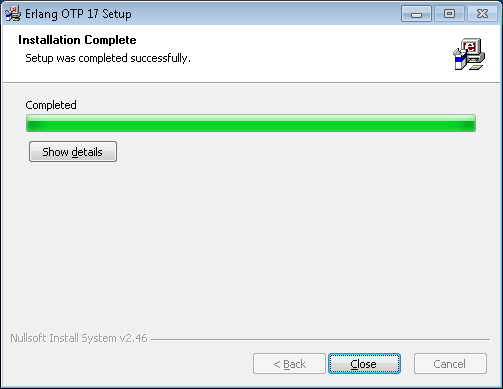 Erlang OTP 17 Setup
Installation Complete
Setup was completed successfully.
Completed
Show details
Nullsoft Install System v2.46
< Back
Close
Cancel